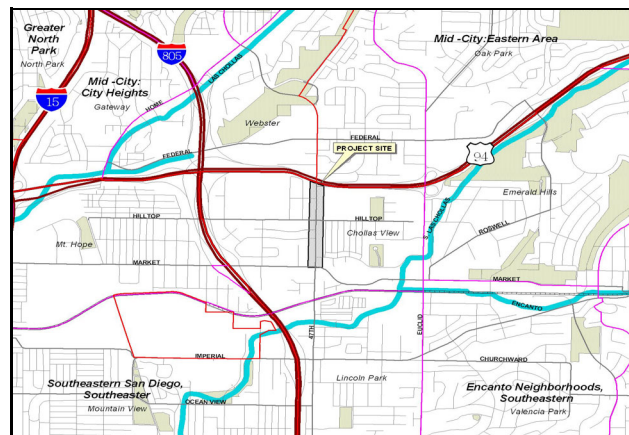 Greater
North
Park
North Park
805
Mid -City:Eastern Area
Oak Park
Mid -City:
City Heights
Gateway
15
HOME
LAS CHOLLAS
Webster
FEDERAL
PROJECT SITE
FEDERAL
94
Emerald Hills
HILLTOP
HILLTOP
Chollas View
S. LAS CHOLLAS
ROSWELL
Mt. Hope
MARKET
MARKET
ENCANTO
47TH
EUCLID
IMPERIAL
CHURCHWARD
Southeastern San Diego,
Southeaster
Mountain View
OCEAN VIEW
Lincoln Park
Encanto Neighborhoods,
Southeastern
Valencia Park